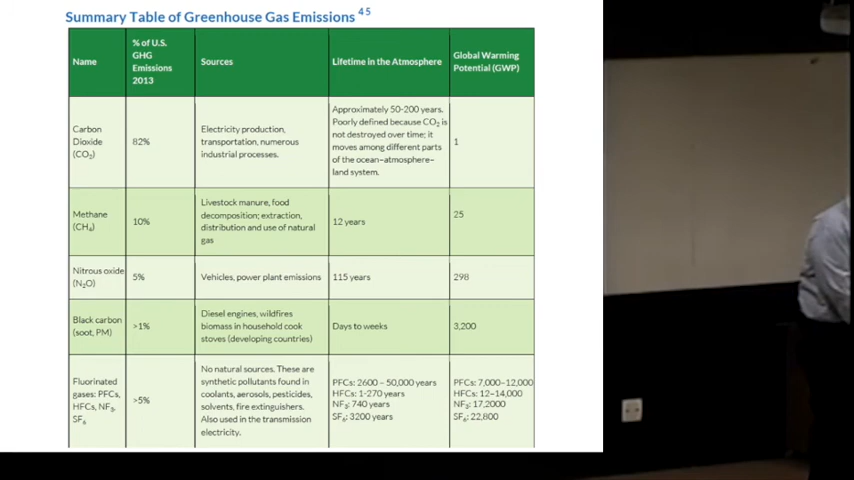 Summary Table of Greenhouse Gas Emissions 4 5
Name
% of U.S.
GHG
Emissions
2013
Sources
Lifetime in the Atmosphere
Global Warming
Potential (GWP)
Carbon
Dioxide
(CO₂)
82%
Electricity production,
transportation, numerous
industrial processes.
Approximately 50-200 years.
Poorly defined because CO₂ is
not destroyed over time; it
moves among different parts
of the ocean–atmosphere–
land system.
1
Methane
(CH₄)
10%
Livestock manure, food
decomposition; extraction,
distribution and use of natural
gas
12 years
25
Nitrous oxide
(N₂O)
5%
Vehicles, power plant emissions
115 years
298
Black carbon
(soot, PM)
>1%
Diesel engines, wildfires
biomass in household cook
stoves (developing countries)
Days to weeks
3,200
Fluorinated
gases: PFCs,
HFCs, NF₃,
SF₆
>5%
No natural sources. These are
synthetic pollutants found in
coolants, aerosols, pesticides,
solvents, fire extinguishers.
Also used in the transmission
electricity.
PFCs: 2600 – 50,000 years
HFCs: 1-270 years
NF₃: 740 years
SF₆: 3200 years
PFCs: 7,000–12,000
HFCs: 12–14,000
NF₃: 17,2000
SF₆: 22,800